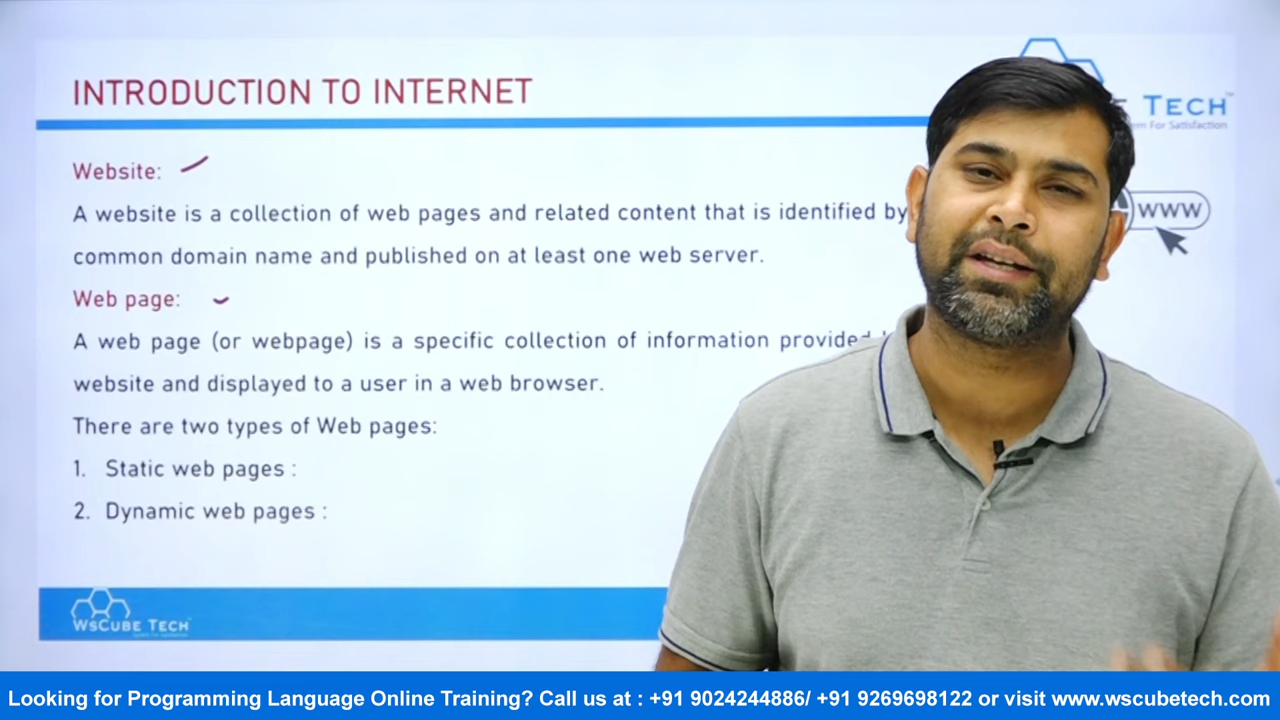 INTRODUCTION TO INTERNET
E TECH™
em For Satisfaction
Website:
A website is a collection of web pages and related content that is identified by
common domain name and published on at least one web server.
WWW
Web page:
A web page (or webpage) is a specific collection of information provided
website and displayed to a user in a web browser.
There are two types of Web pages:
1. Static web pages :
2. Dynamic web pages :
WSCUBE TECH
Looking for Programming Language Online Training? Call us at : +91 9024244886/ +91 9269698122 or visit www.wscubetech.com